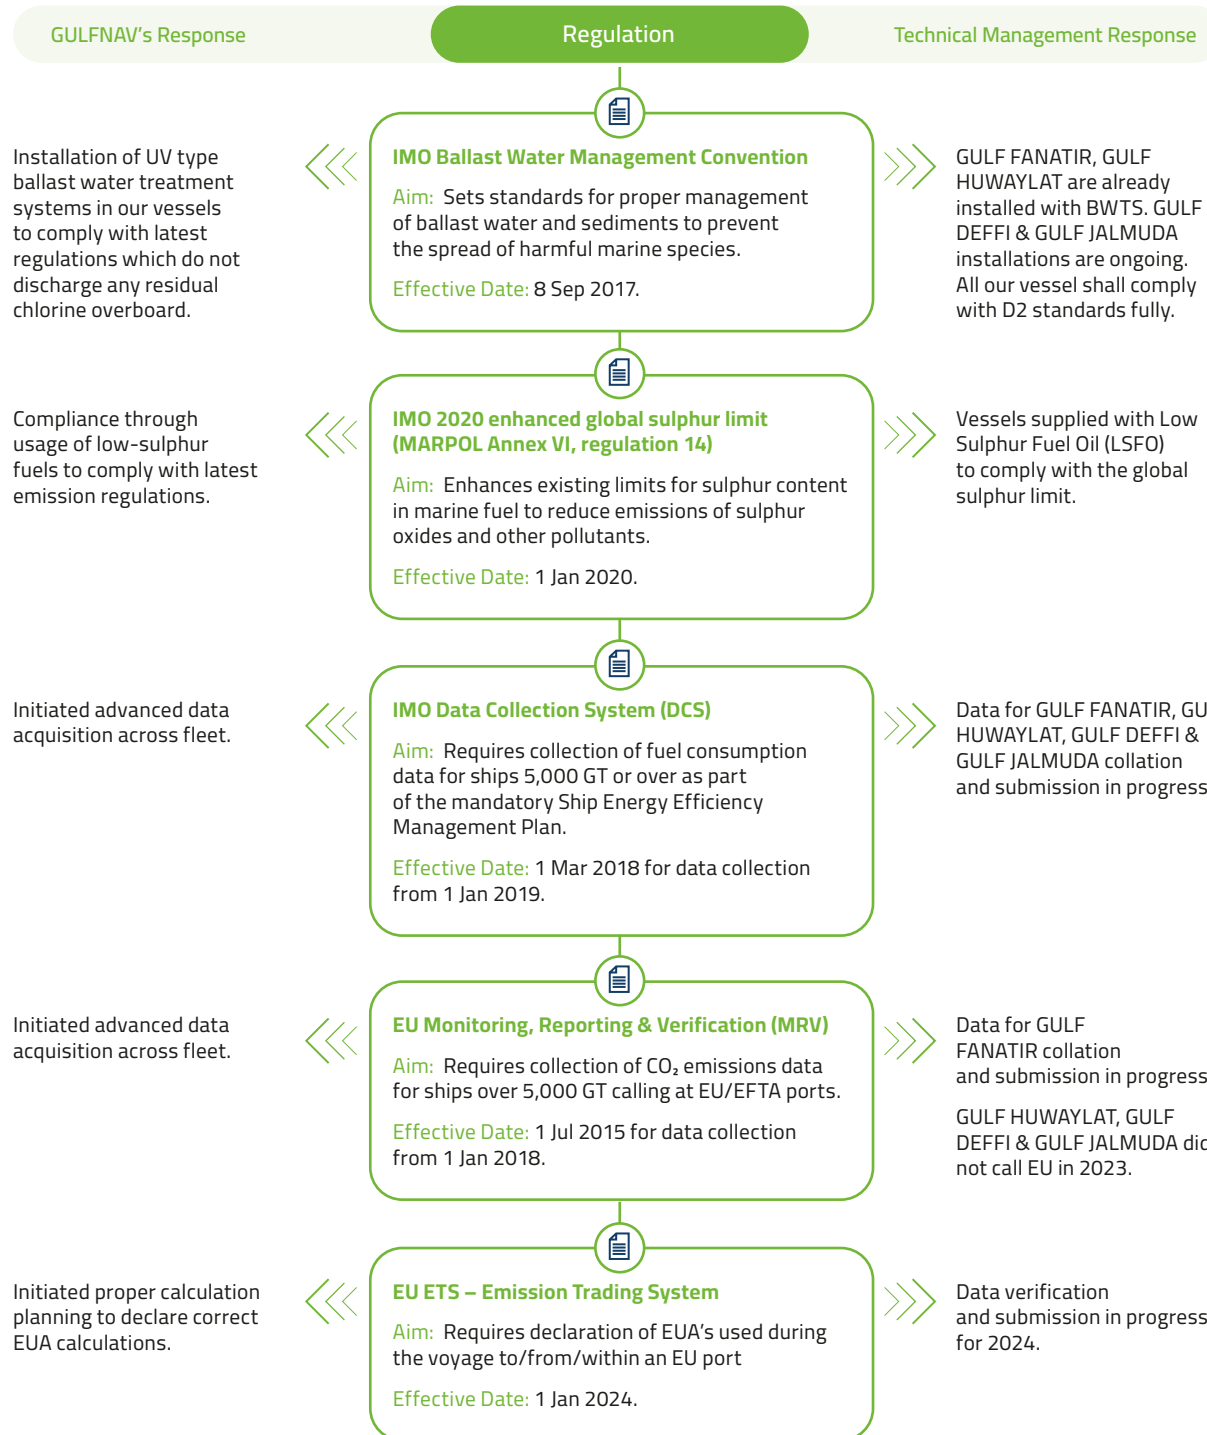 GULFNAV's Response
Regulation
Technical Management Response
Installation of UV type
ballast water treatment
systems in our vessels
to comply with latest
regulations which do not
discharge any residual
chlorine overboard.
IMO Ballast Water Management Convention
Aim: Sets standards for proper management
of ballast water and sediments to prevent
the spread of harmful marine species.
Effective Date: 8 Sep 2017.
GULF FANATIR, GULF
HUWAYLAT are already
installed with BWTS. GULF
DEFFI & GULF JALMUDA
installations are ongoing.
All our vessel shall comply
with D2 standards fully.
Compliance through
usage of low-sulphur
fuels to comply with latest
emission regulations.
IMO 2020 enhanced global sulphur limit
(MARPOL Annex VI, regulation 14)
Aim: Enhances existing limits for sulphur content
in marine fuel to reduce emissions of sulphur
oxides and other pollutants.
Effective Date: 1 Jan 2020.
Vessels supplied with Low
Sulphur Fuel Oil (LSFO)
to comply with the global
sulphur limit.
Initiated advanced data
acquisition across fleet.
IMO Data Collection System (DCS)
Aim: Requires collection of fuel consumption
data for ships 5,000 GT or over as part
of the mandatory Ship Energy Efficiency
Management Plan.
Effective Date: 1 Mar 2018 for data collection
from 1 Jan 2019.
Data for GULF FANATIR, GU
HUWAYLAT, GULF DEFFI &
GULF JALMUDA collation
and submission in progress
Initiated advanced data
acquisition across fleet.
EU Monitoring, Reporting & Verification (MRV)
Aim: Requires collection of CO₂ emissions data
for ships over 5,000 GT calling at EU/EFTA ports.
Effective Date: 1 Jul 2015 for data collection
from 1 Jan 2018.
Data for GULF
FANATIR collation
and submission in progress
GULF HUWAYLAT, GULF
DEFFI & GULF JALMUDA did
not call EU in 2023.
Initiated proper calculation
planning to declare correct
EUA calculations.
EU ETS – Emission Trading System
Aim: Requires declaration of EUA's used during
the voyage to/from/within an EU port
Effective Date: 1 Jan 2024.
Data verification
and submission in progress
for 2024.